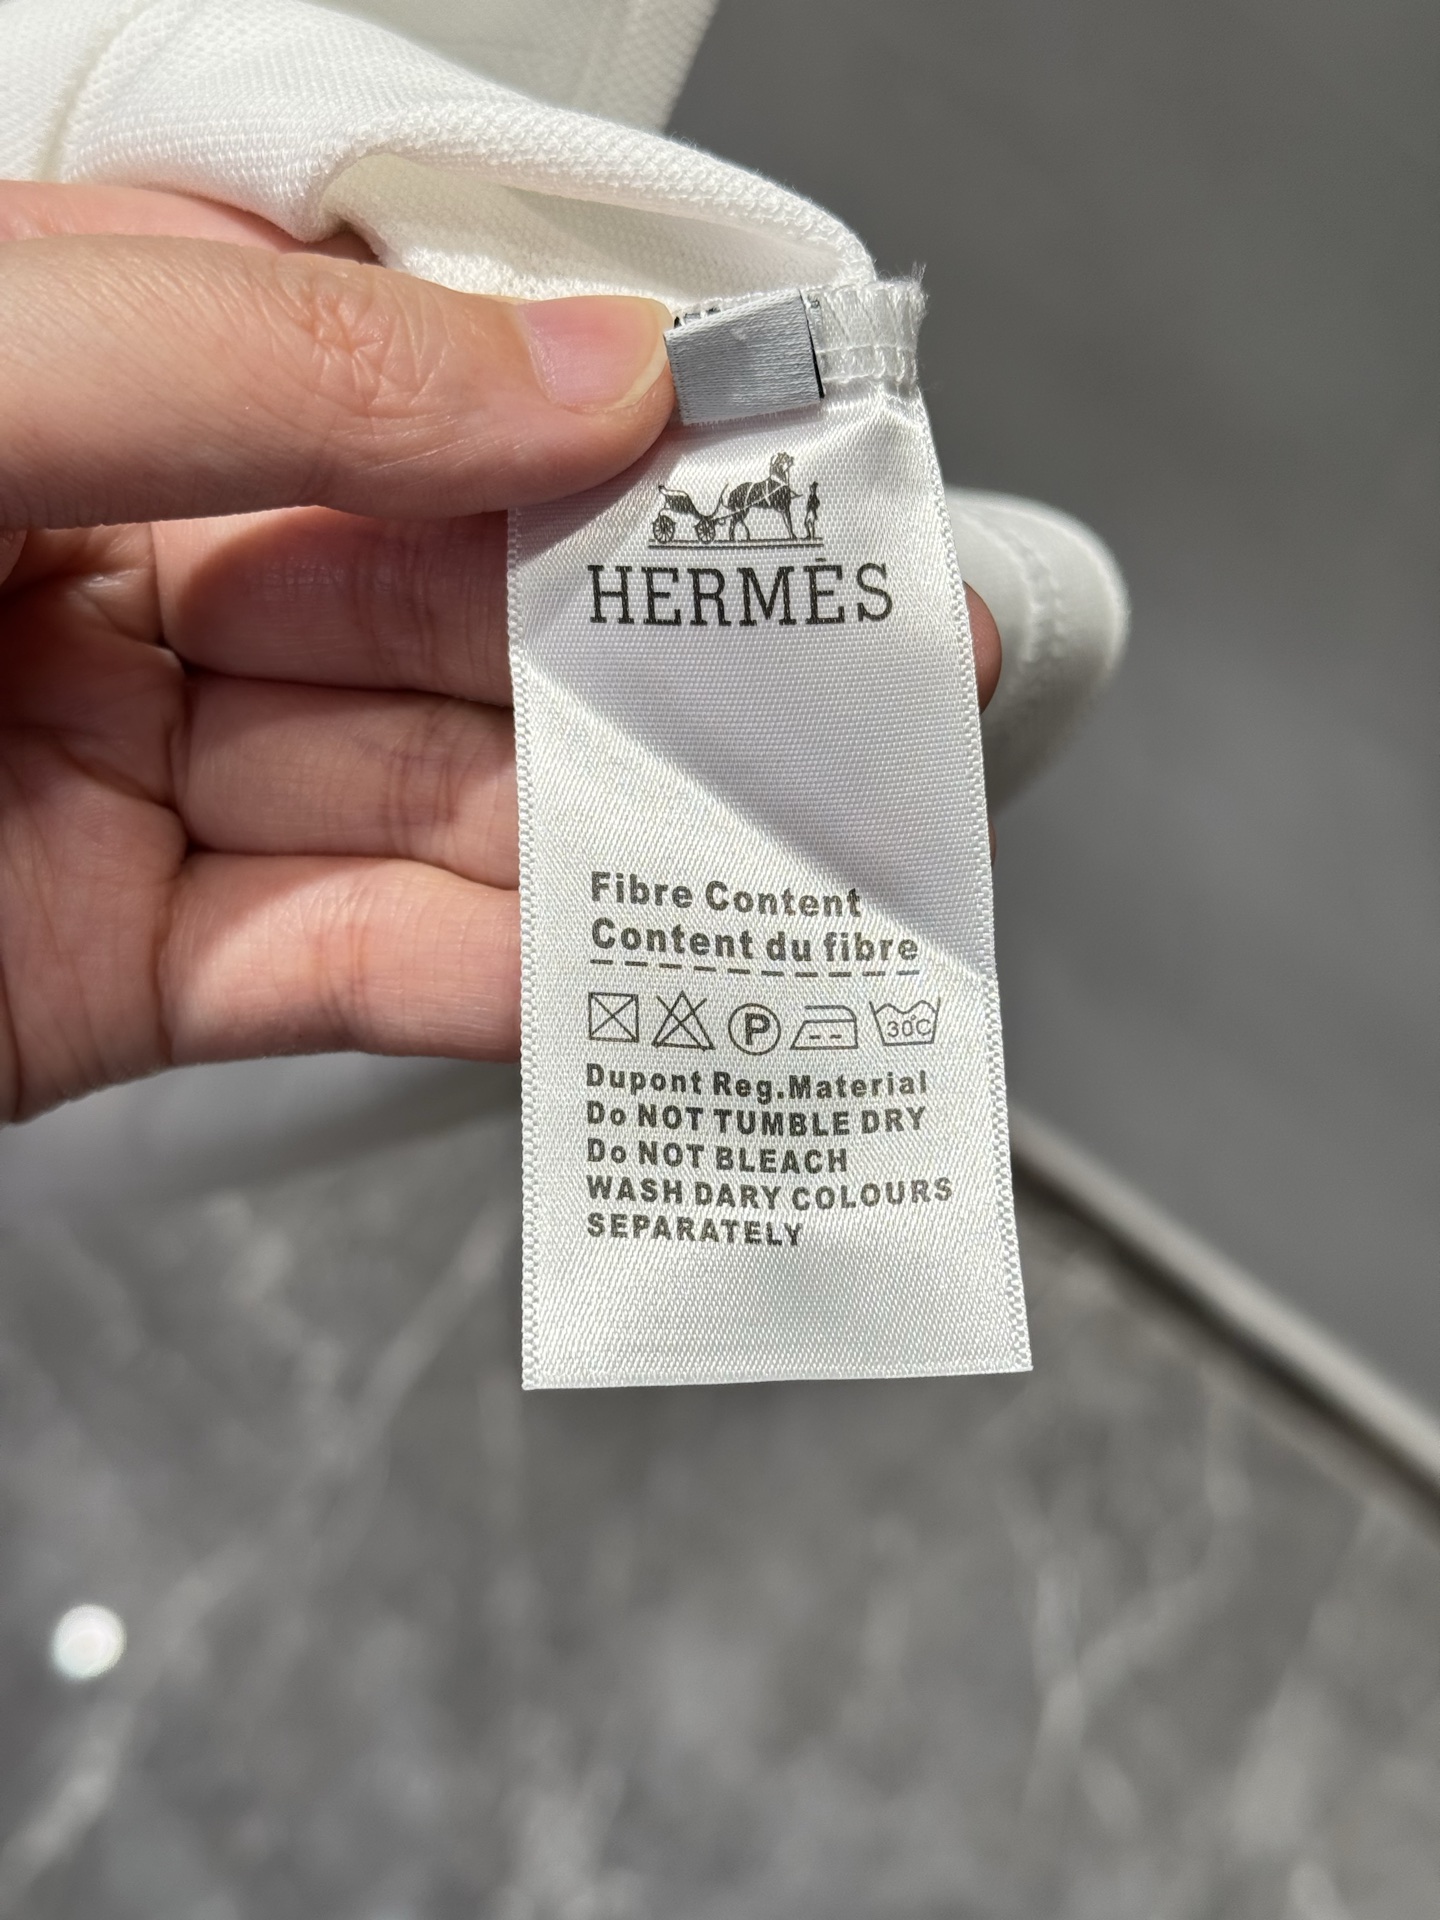 HERMÈS
Fibre Content
Content du fibre
P
30°C
Dupont Reg.Material
Do NOT TUMBLE DRY
Do NOT BLEACH
WASH DARY COLOURS
SEPARATELY